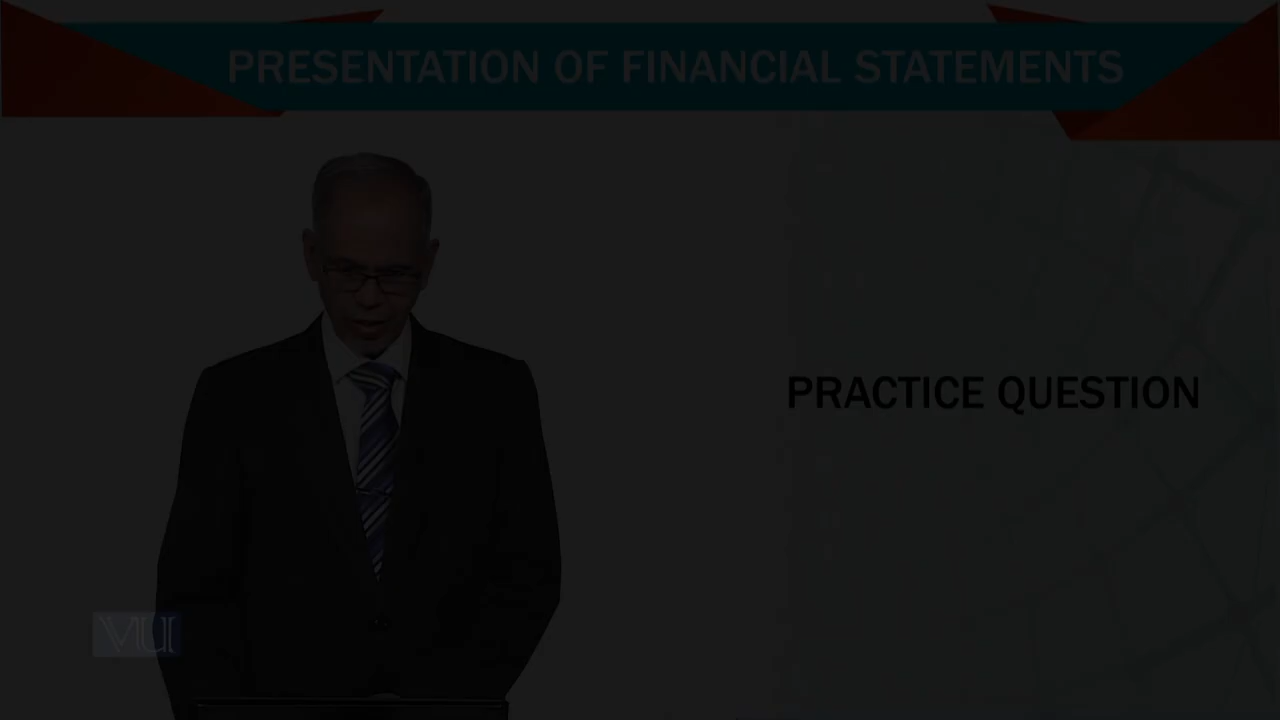 PRESENTATION OF FINANCIAL STATEMENTS
PRACTICE QUESTION
VU